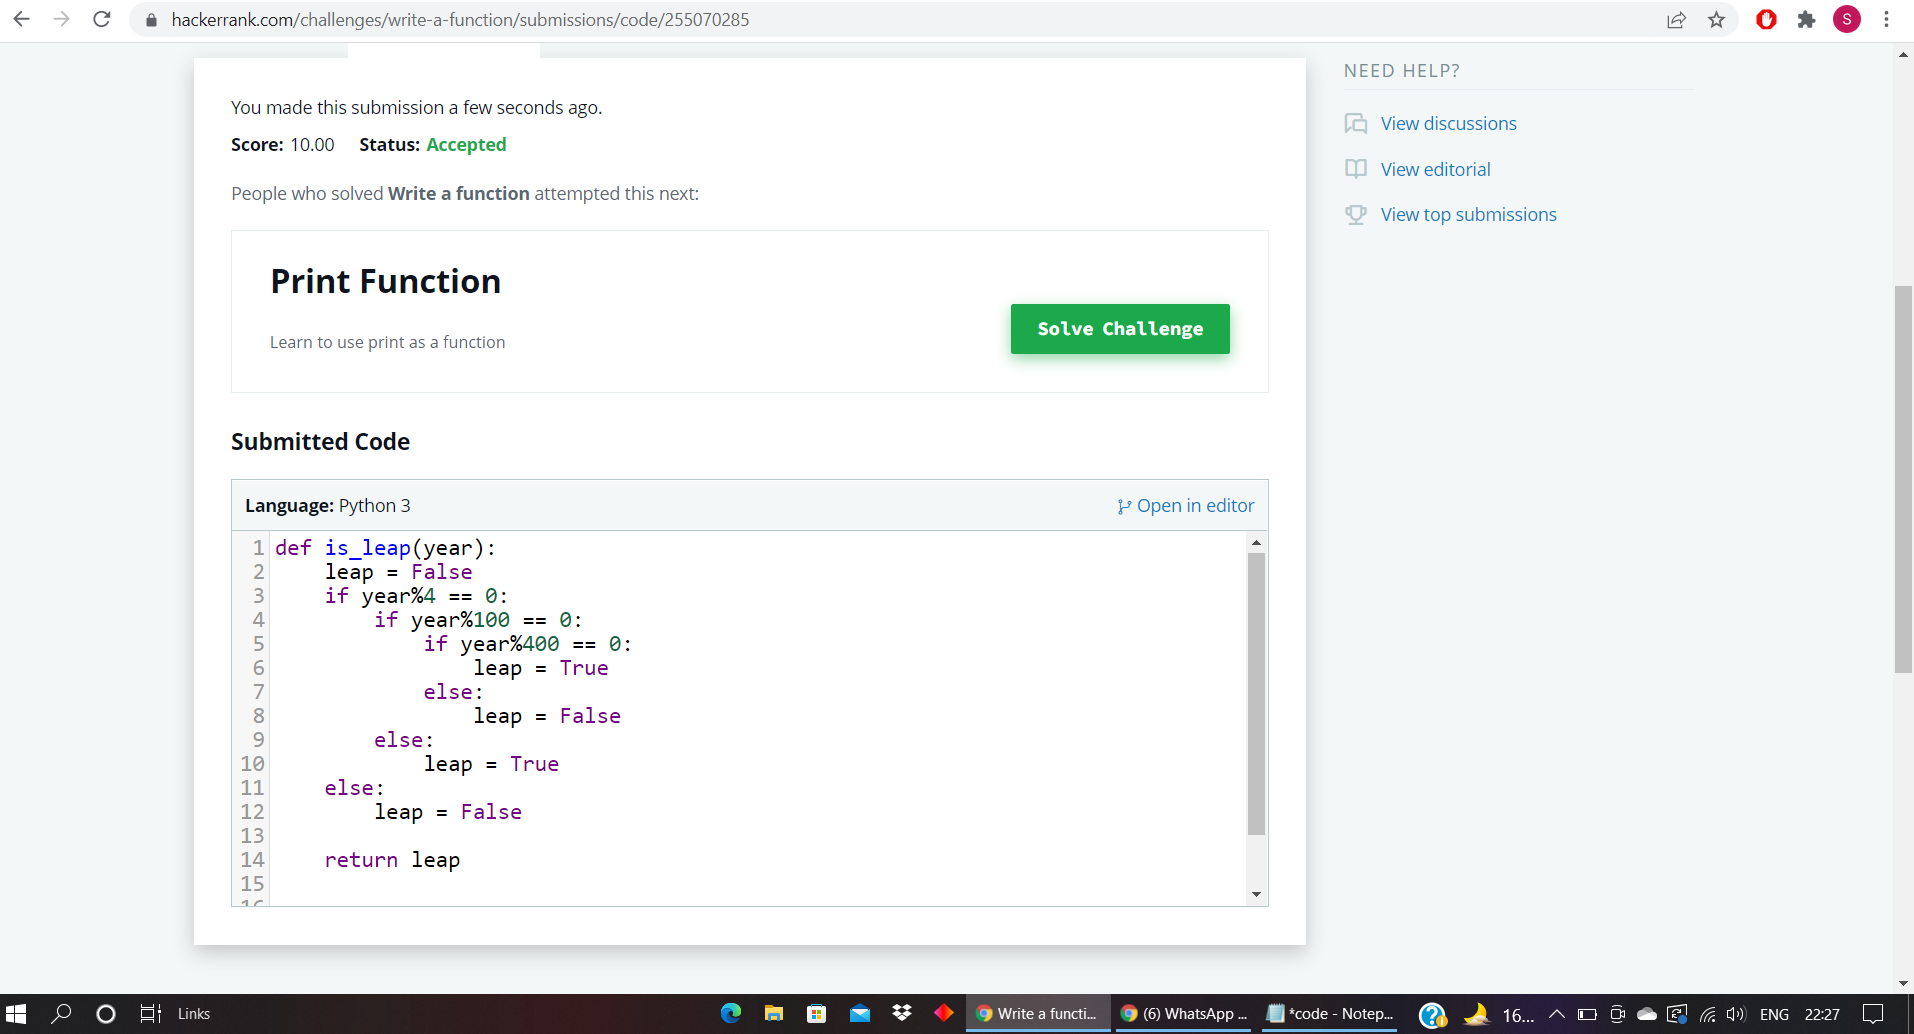 hackerrank.com/challenges/write-a-function/submissions/code/255070285
S
You made this submission a few seconds ago.
Score: 10.00 Status: Accepted
People who solved Write a function attempted this next:
Print Function
Learn to use print as a function
Solve Challenge
Submitted Code
Language: Python 3
Open in editor
1 def is_leap(year):
2 leap = False
3 if year%4 == 0:
4 if year%100 == 0:
5 if year%400 == 0:
6 leap = True
7 else:
8 leap = False
9 else:
10 leap = True
11 else:
12 leap = False
13
14 return leap
15
NEED HELP?
View discussions
View editorial
View top submissions
Links
Write a functi...
(6) WhatsApp ...
*code - Notep...
16...
ENG
22:27